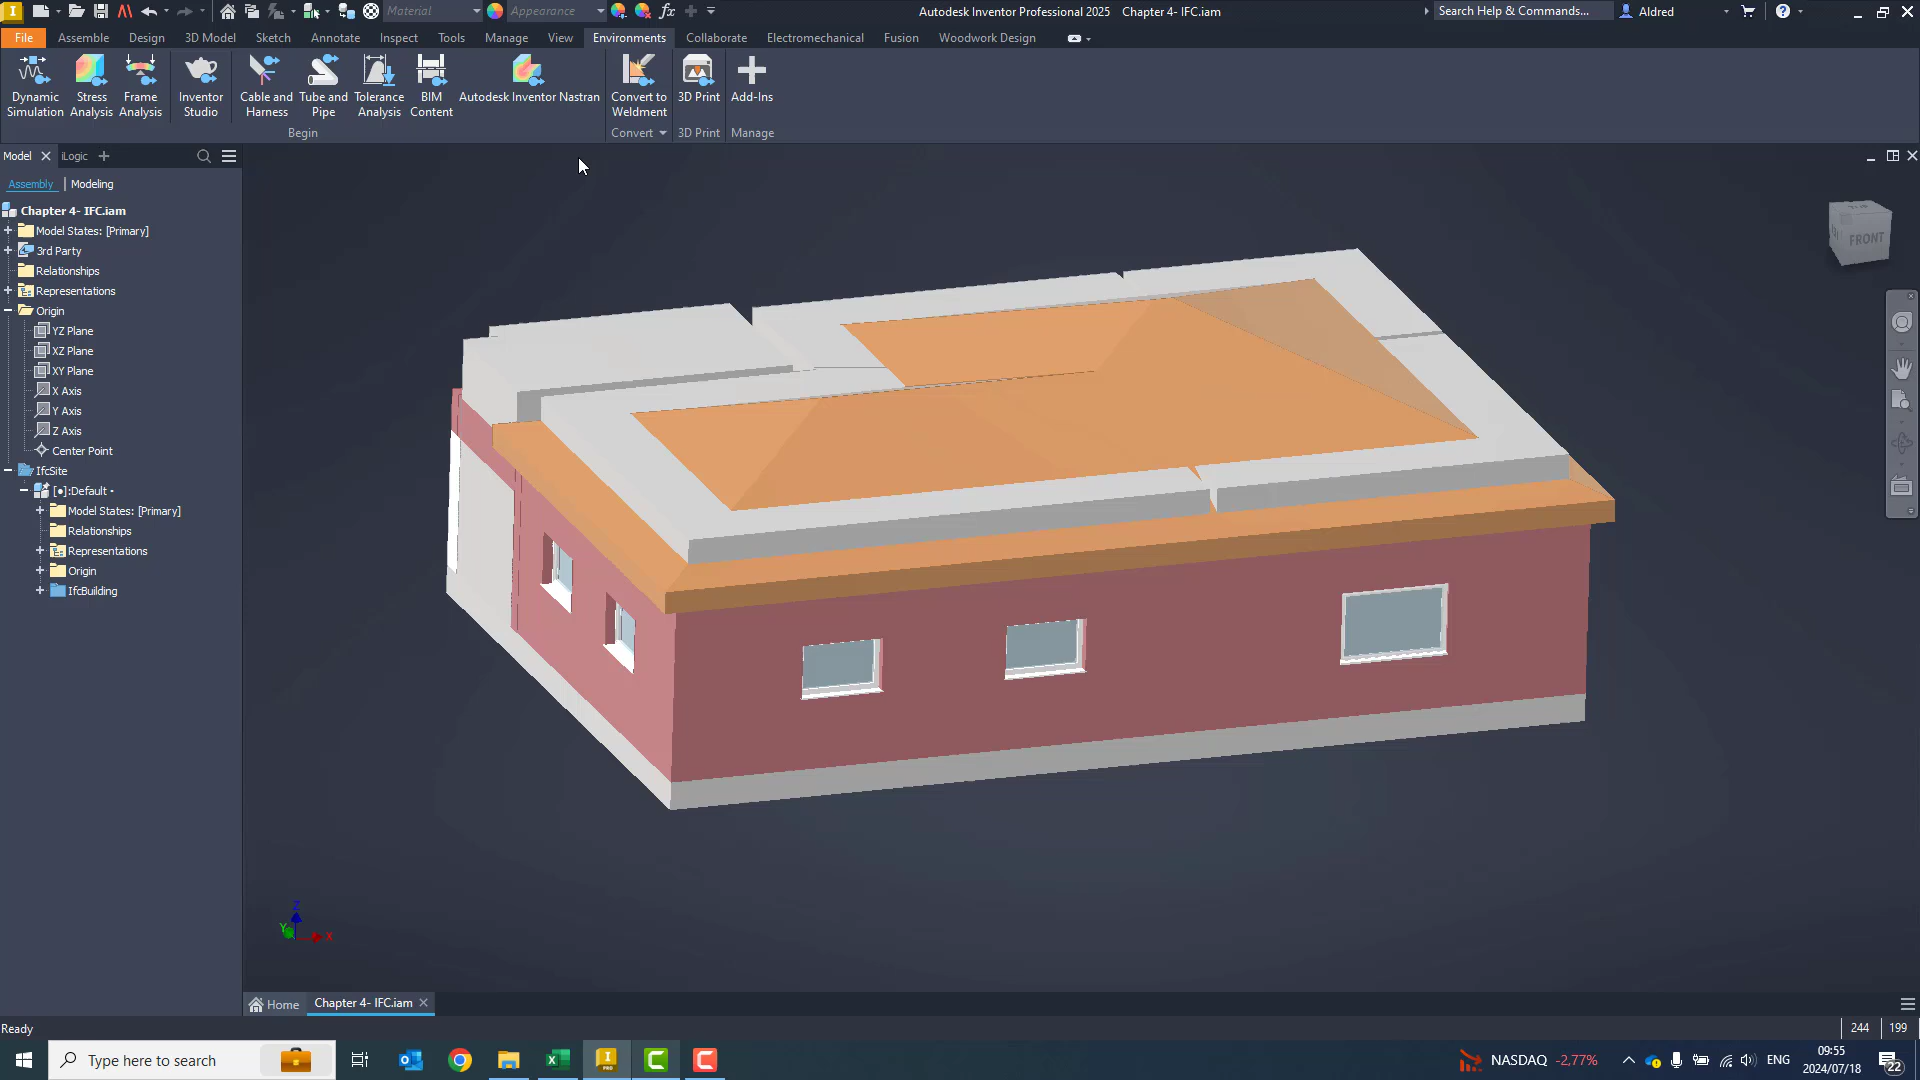 Material
Appearance
Autodesk Inventor Professional 2025 Chapter 4- IFC.iam
Search Help & Commands...
Aldred
File Assemble Design 3D Model Sketch Annotate Inspect Tools Manage View Environments Collaborate Electromechanical Fusion Woodwork Design
Dynamic Simulation
Stress Analysis
Frame Analysis
Inventor Studio
Cable and Harness
Tube and Pipe
Tolerance Analysis
BIM Content
Autodesk Inventor Nastran
Convert to Weldment
3D Print
Add-Ins
Begin Convert 3D Print Manage
Model iLogic
Assembly Modeling
Chapter 4- IFC.iam
Model States: [Primary]
3rd Party
Relationships
Representations
Origin
YZ Plane
XZ Plane
XY Plane
X Axis
Y Axis
Z Axis
Center Point
IfcSite
[●]:Default
Model States: [Primary]
Relationships
Representations
Origin
IfcBuilding
FRONT
Z
Y
X
Home Chapter 4- IFC.iam
Ready
244 199
Type here to search
NASDAQ -2,77%
ENG
09:55
2024/07/18
22